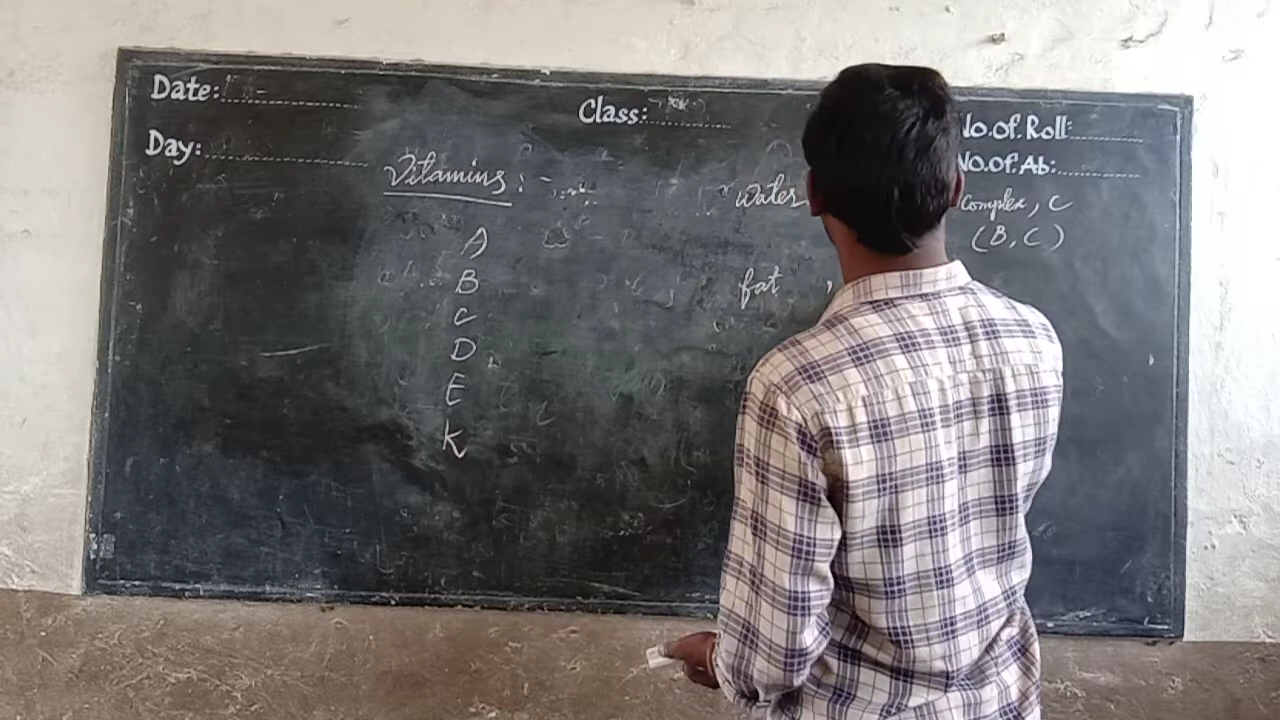 Date:
Class:
No.of.Roll:
Day:
No.of.Ab:
Vitamins : -
water
Complex, C
(B, C)
A
B
fat ,
C
D
E
K